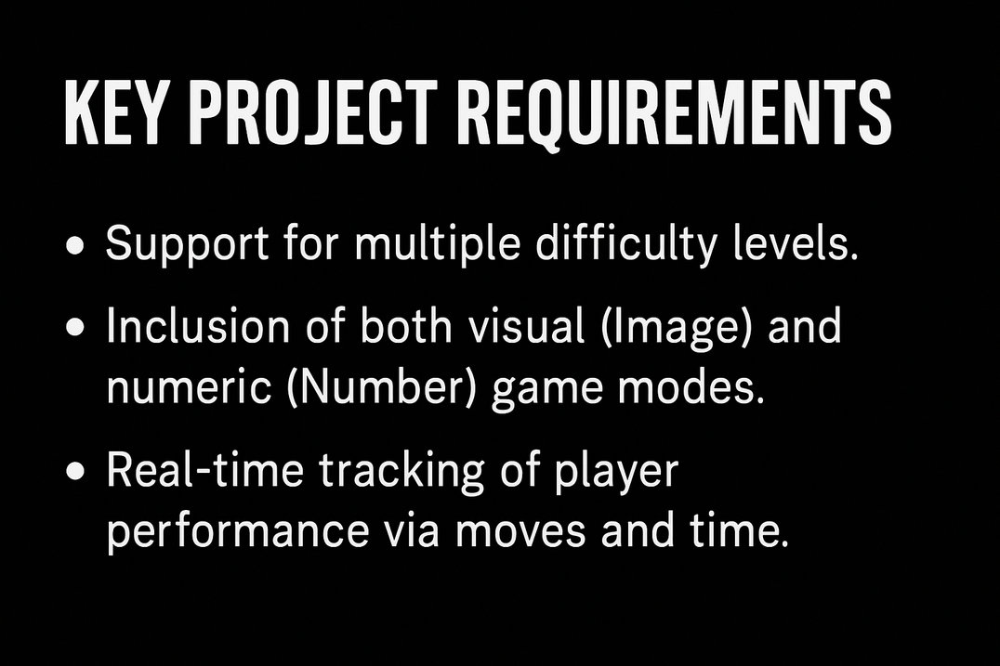 KEY PROJECT REQUIREMENTS
• Support for multiple difficulty levels.
• Inclusion of both visual (Image) and
numeric (Number) game modes.
• Real-time tracking of player
performance via moves and time.